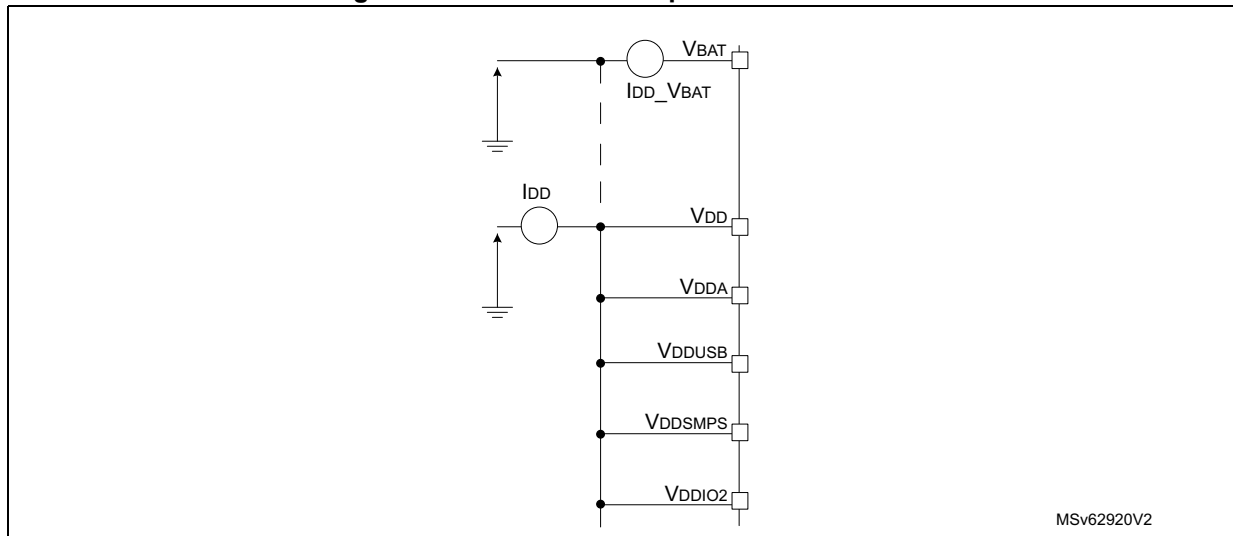 VBAT
IDD_VBAT
IDD
VDD
VDDA
VDDUSB
VDDSMPS
VDDIO2
MSv62920V2